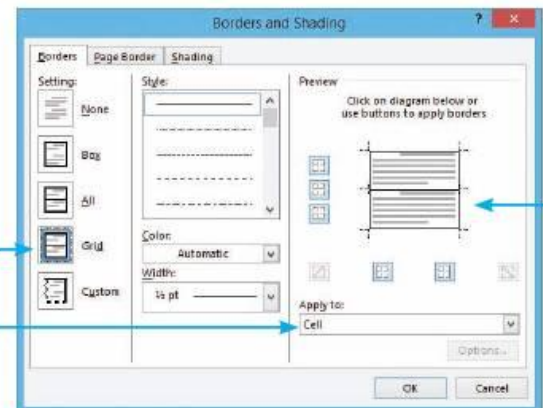 Borders and Shading
?
Borders Page Border Shading
Setting:
None
Box
All
Grid
Custom
Style:
Color:
Automatic
Width:
½ pt
Preview
Click on diagram below or
use buttons to apply borders
Apply to:
Cell
Options...
OK Cancel